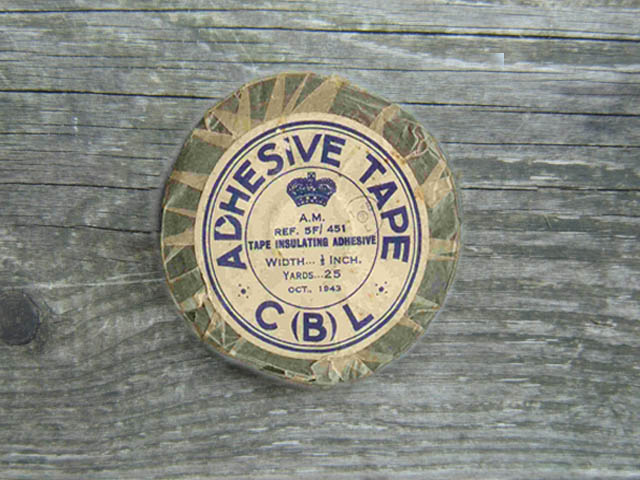 ADHESIVE TAPE
A.M.
REF. 5F/ 451
TAPE INSULATING ADHESIVE
WIDTH... ½ INCH.
YARDS...25
OCT., 1943
C (B) L